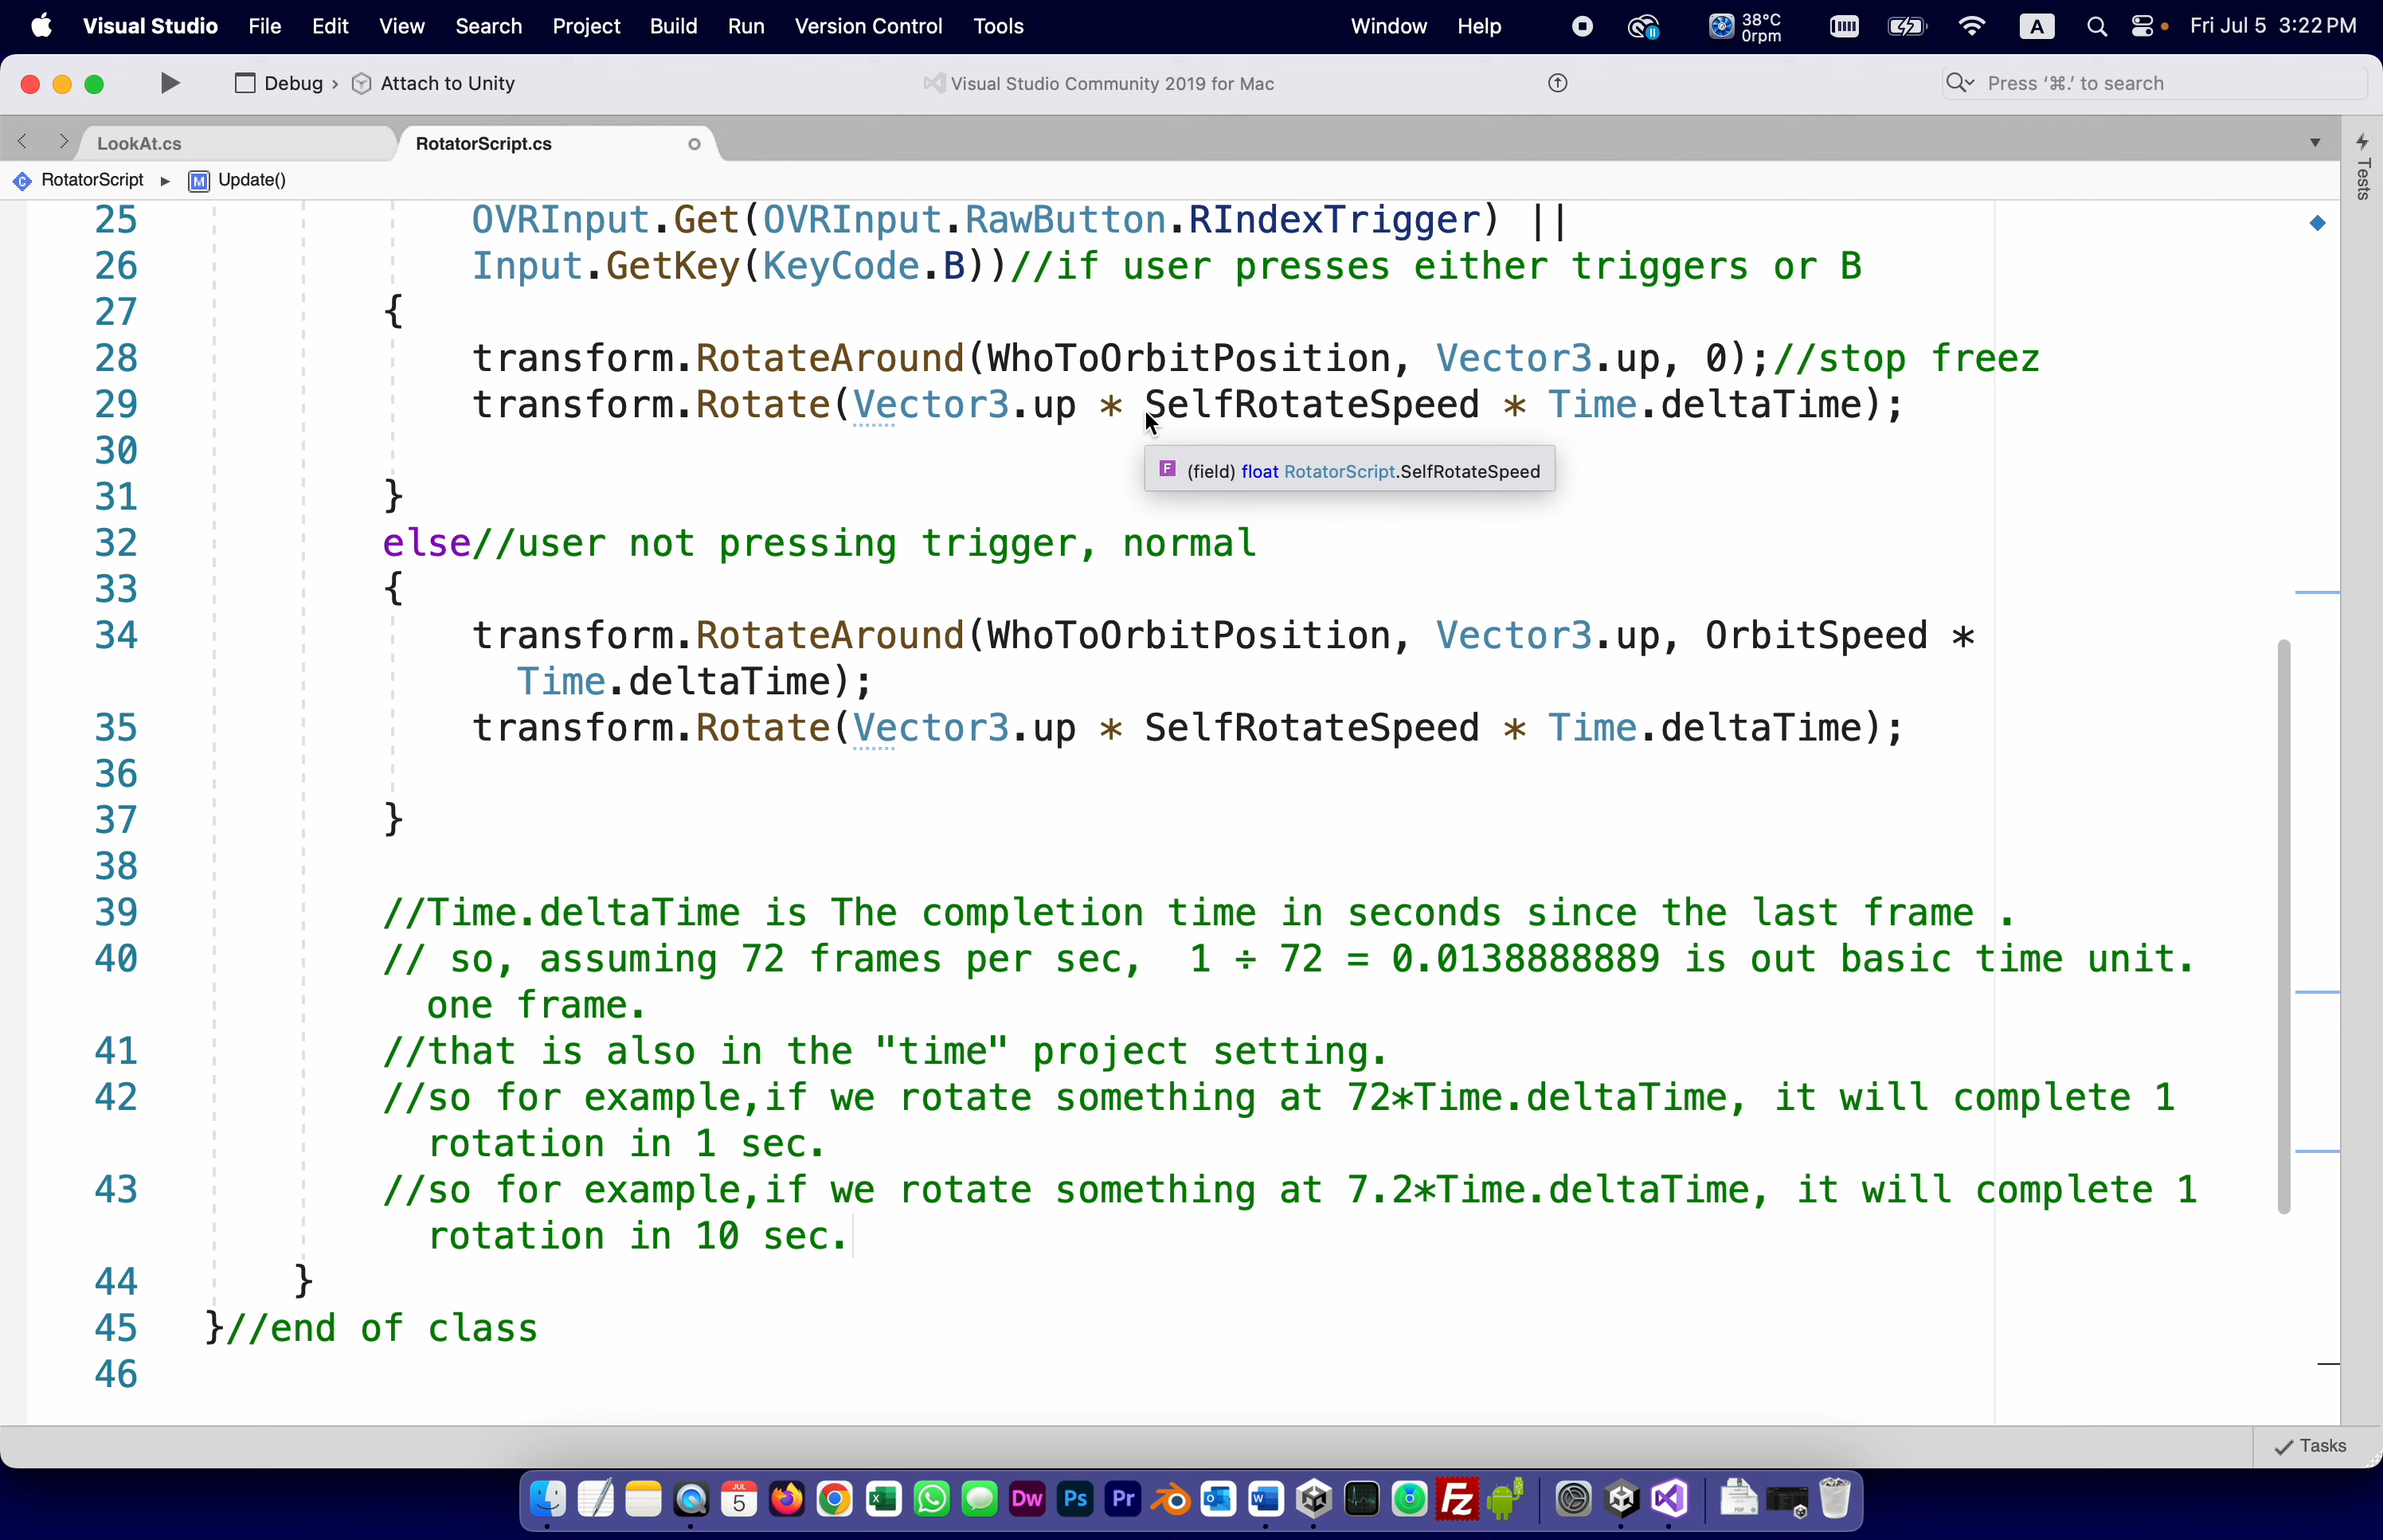 Visual Studio File Edit View Search Project Build Run Version Control Tools Window Help 38°C 0rpm A Fri Jul 5 3:22 PM
Debug › Attach to Unity Visual Studio Community 2019 for Mac Press ‘⌘.’ to search
LookAt.cs RotatorScript.cs
Tests
RotatorScript ▸ M Update()
25 OVRInput.Get(OVRInput.RawButton.RIndexTrigger) ||
26 Input.GetKey(KeyCode.B))//if user presses either triggers or B
27 {
28 transform.RotateAround(WhoToOrbitPosition, Vector3.up, 0);//stop freez
29 transform.Rotate(Vector3.up * SelfRotateSpeed * Time.deltaTime);
30
F (field) float RotatorScript.SelfRotateSpeed
31 }
32 else//user not pressing trigger, normal
33 {
34 transform.RotateAround(WhoToOrbitPosition, Vector3.up, OrbitSpeed *
Time.deltaTime);
35 transform.Rotate(Vector3.up * SelfRotateSpeed * Time.deltaTime);
36
37 }
38
39 //Time.deltaTime is The completion time in seconds since the last frame .
40 // so, assuming 72 frames per sec, 1 ÷ 72 = 0.0138888889 is out basic time unit.
one frame.
41 //that is also in the "time" project setting.
42 //so for example,if we rotate something at 72*Time.deltaTime, it will complete 1
rotation in 1 sec.
43 //so for example,if we rotate something at 7.2*Time.deltaTime, it will complete 1
rotation in 10 sec.
44 }
45 }//end of class
46
Tasks
JUL 5 Dw Ps Pr Fz